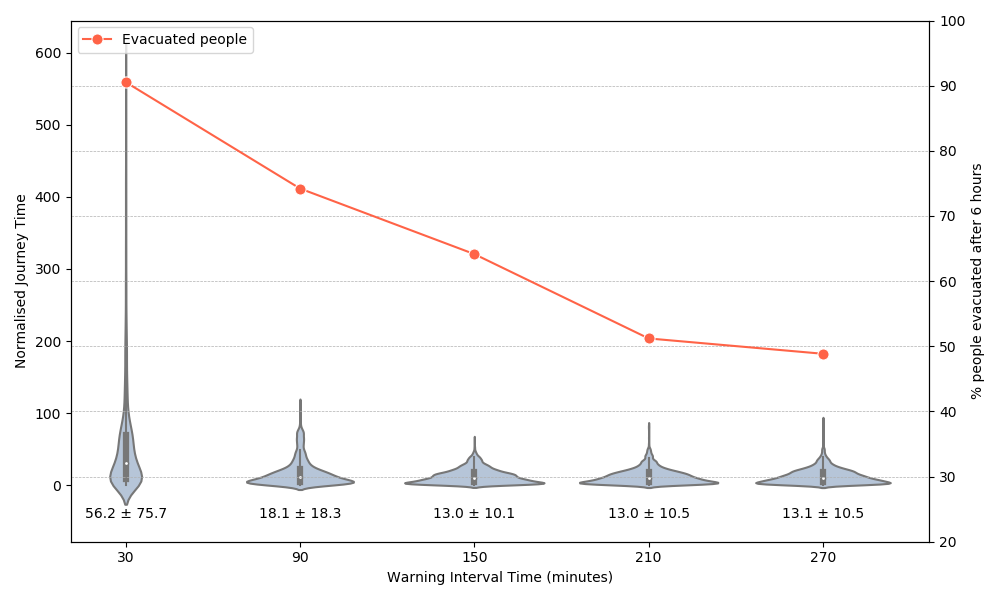 Evacuated people
600
500
400
300
200
100
0
Normalised Journey Time
100
90
80
70
60
50
40
30
20
% people evacuated after 6 hours
56.2 ± 75.7
18.1 ± 18.3
13.0 ± 10.1
13.0 ± 10.5
13.1 ± 10.5
30
90
150
210
270
Warning Interval Time (minutes)